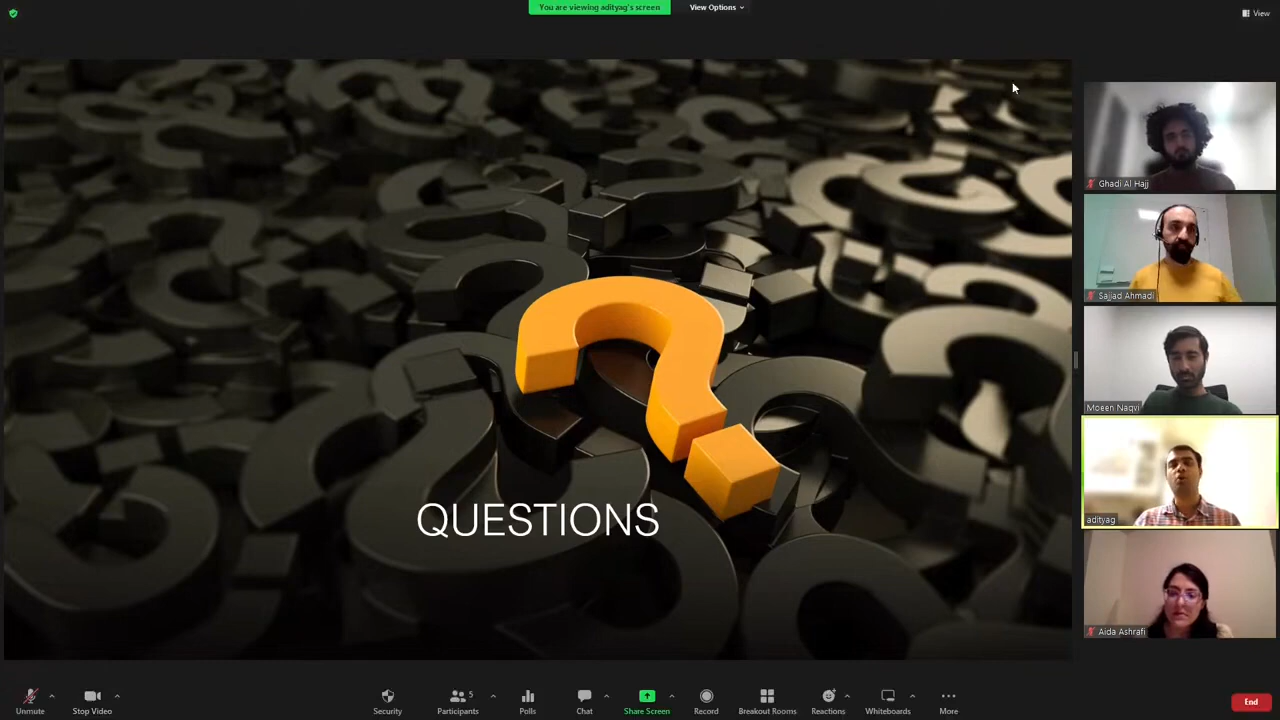 You are viewing adityag's screen
View Options
View
Ghadi Al Hajj
Sajjad Ahmadi
Moeen Naqvi
adityag
Aida Ashrafi
QUESTIONS
Unmute
Stop Video
Security
Participants
5
Polls
Chat
Share Screen
Record
Breakout Rooms
Reactions
Whiteboards
More
End